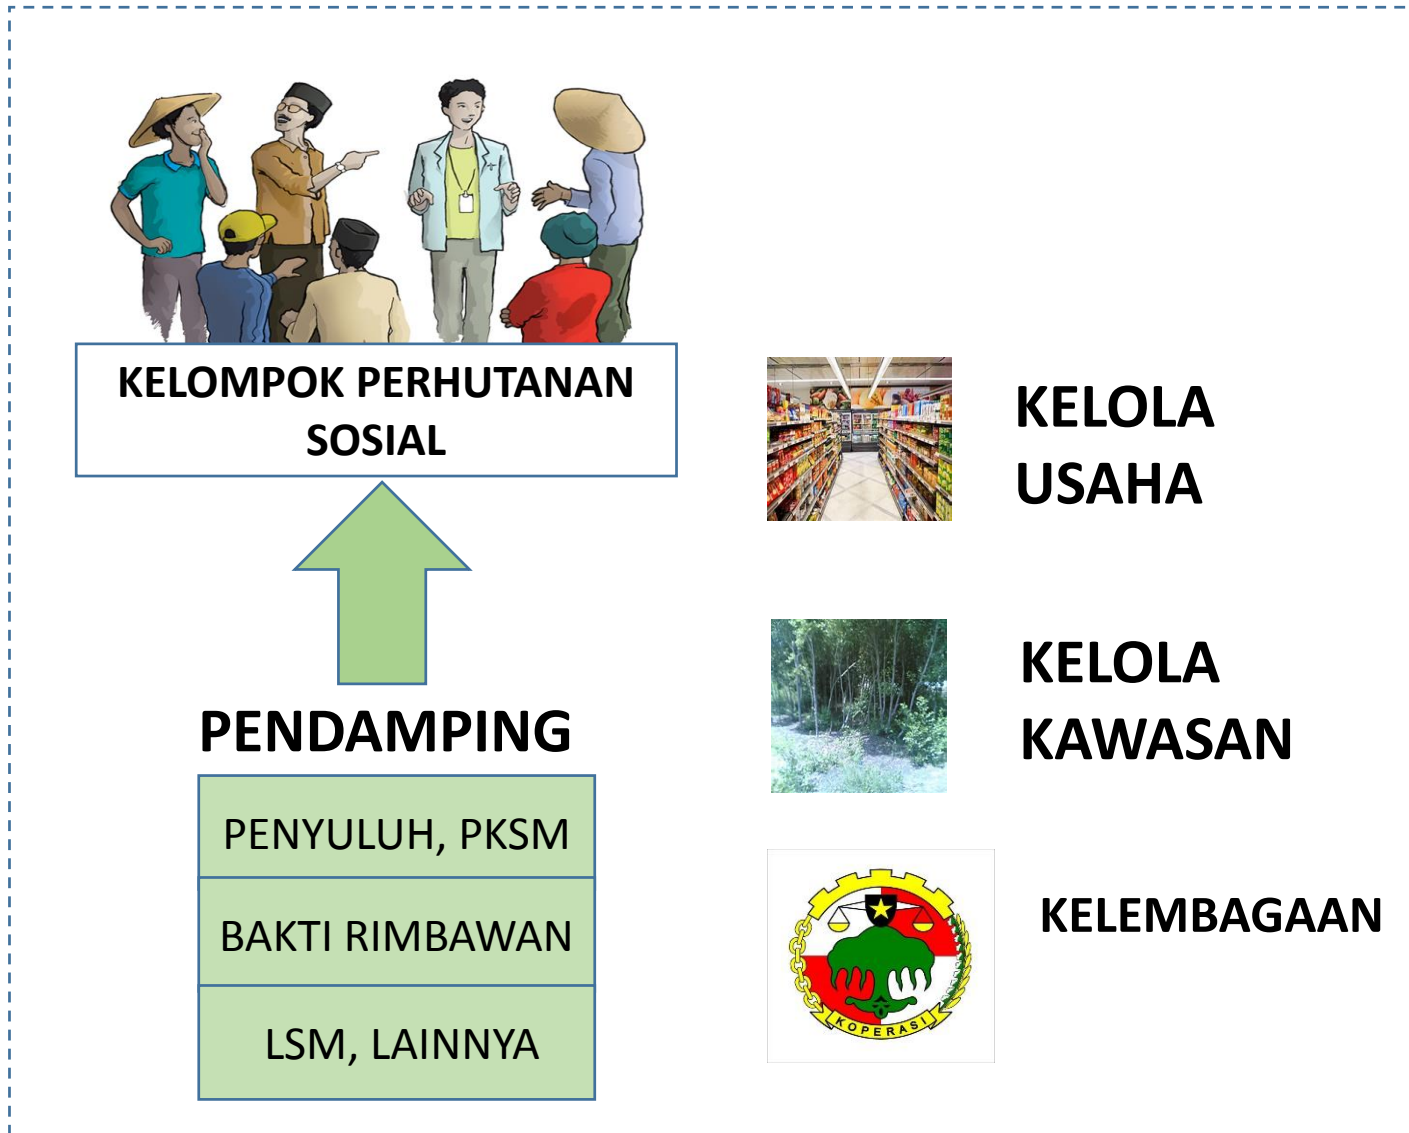 KELOMPOK PERHUTANAN
SOSIAL
PENDAMPING
PENYULUH, PKSM
BAKTI RIMBAWAN
LSM, LAINNYA
KELOLA
USAHA
KELOLA
KAWASAN
KOPERASI
KELEMBAGAAN